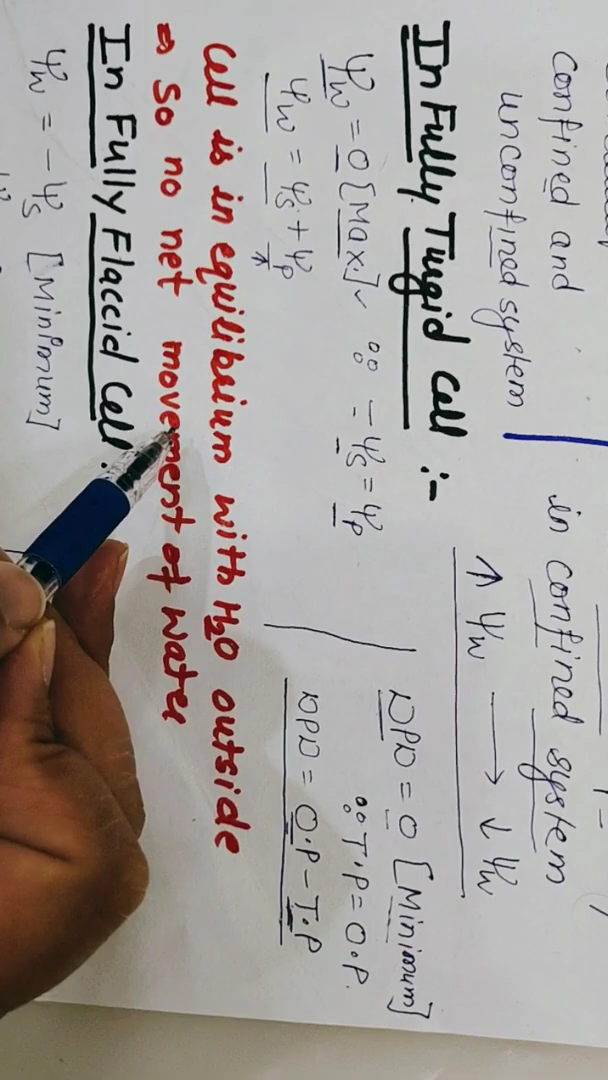 confined and
unconfined system
in confined system
↑ Ψw ⟶ ↓ Ψw
In Fully Turgid Cell :-
Ψw = 0 [Max.] ✓ ∵ -Ψs = Ψp
Ψw = Ψs + Ψp
DPD = 0 [Minimum]
∵ T.P = O.P.
DPD = O.P - T.P
Cell is in equilibrium with H2O outside
⇒ So no net movement of water
In Fully Flaccid Cell :
Ψw = -Ψs [Minimum]